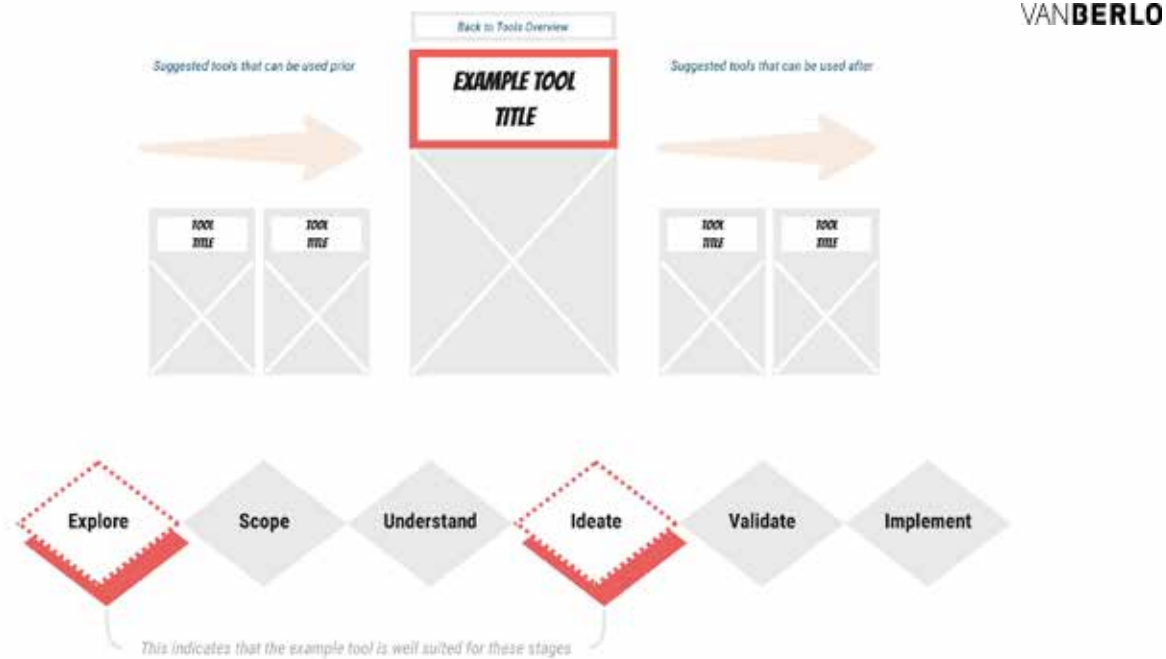 VANBERLO
Back to Tools Overview
Suggested tools that can be used prior
EXAMPLE TOOL
TITLE
Suggested tools that can be used after
TOOL
TITLE
TOOL
TITLE
TOOL
TITLE
TOOL
TITLE
Explore
Scope
Understand
Ideate
Validate
Implement
This indicates that the example tool is well suited for these stages